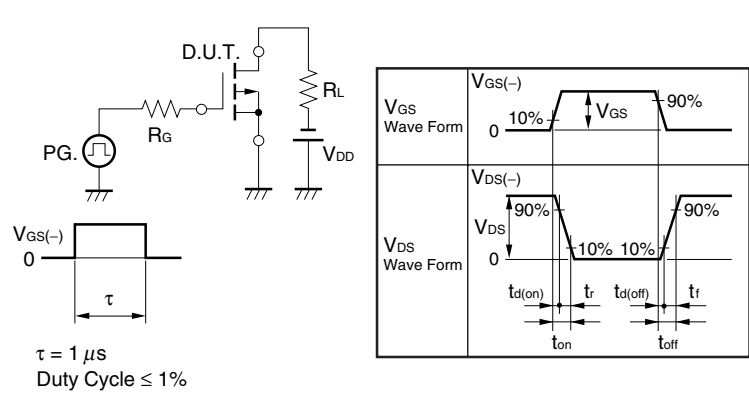 D.U.T.
RL
RG
PG.
VDD
VGS(−)
0
τ
τ = 1 μs
Duty Cycle ≤ 1%
VGS
Wave Form
VGS(−)
10%
VGS
90%
0
VDS
Wave Form
VDS(−)
90%
90%
VDS
10% 10%
0
td(on) tr td(off) tf
ton toff